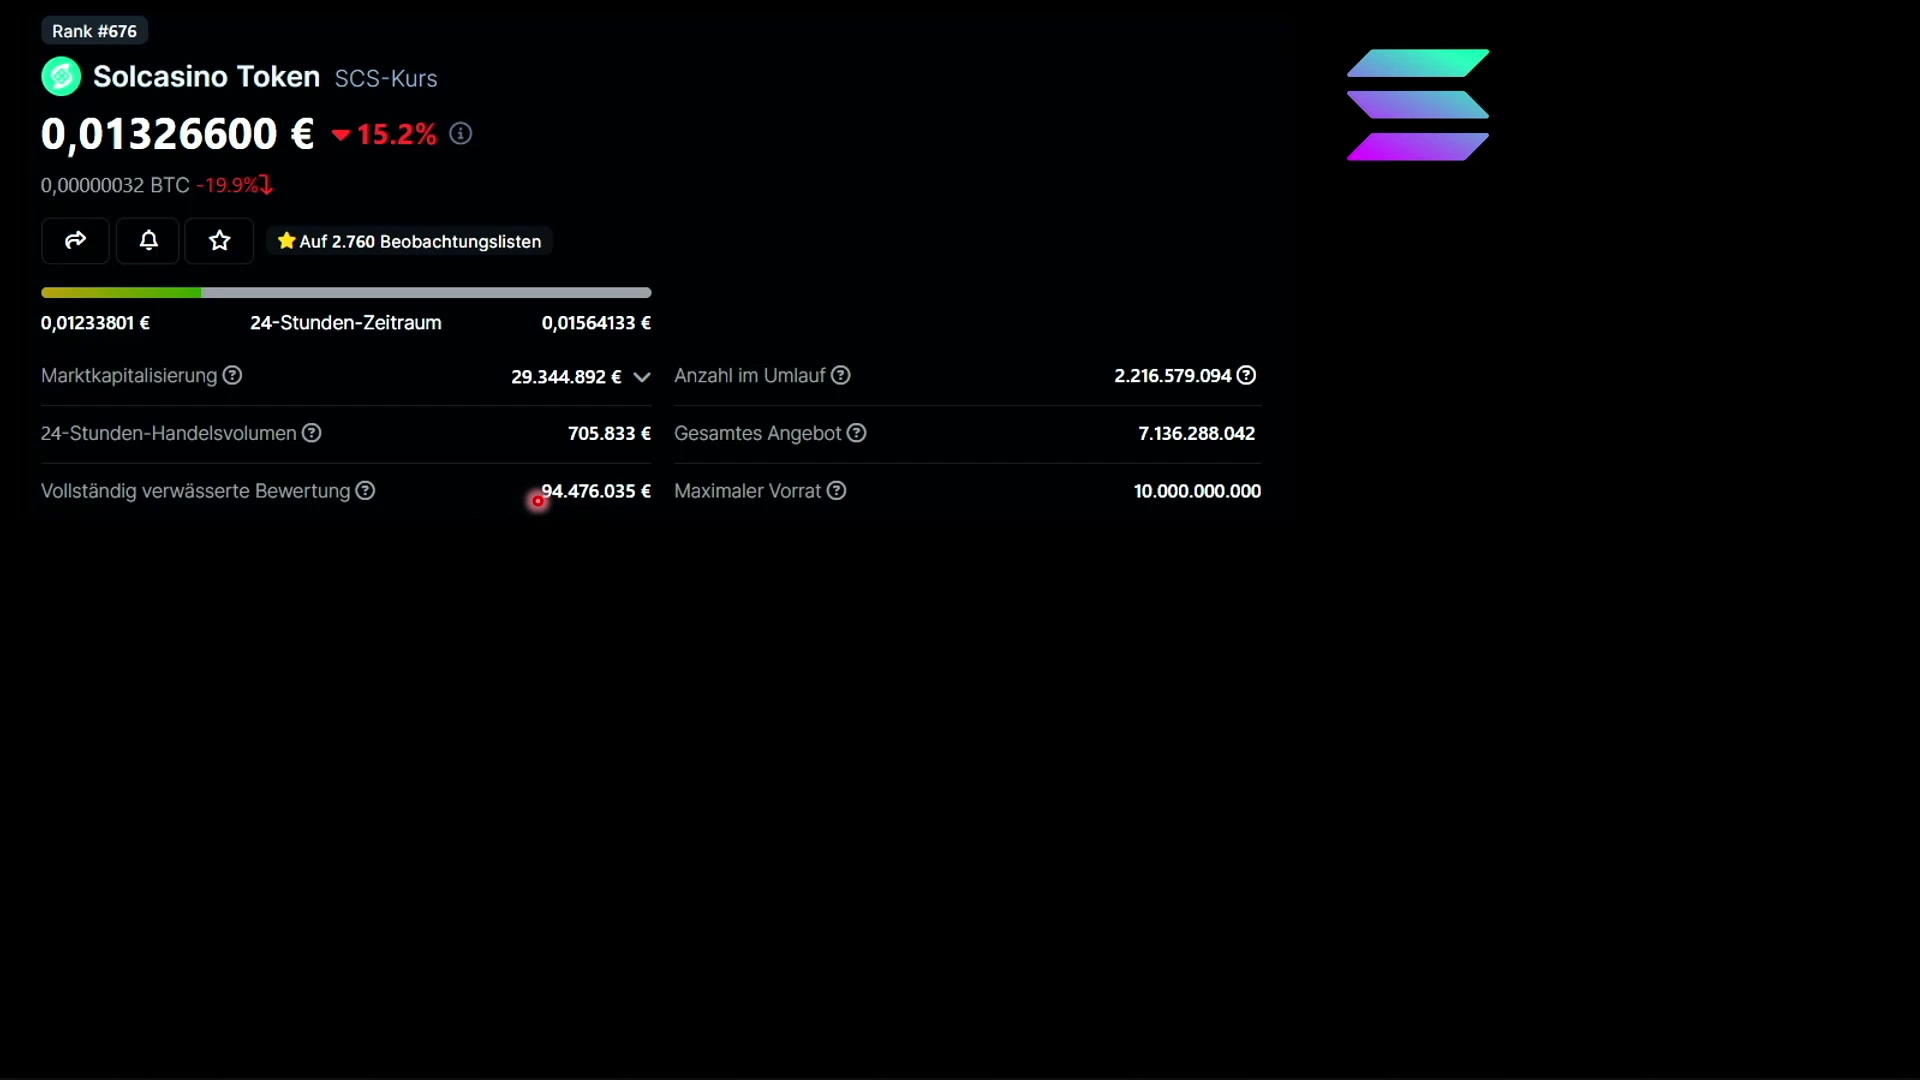 Rank #676
Solcasino Token SCS-Kurs
0,01326600 € 15.2%
0,00000032 BTC -19.9%
Auf 2.760 Beobachtungslisten
0,01233801 € 24-Stunden-Zeitraum 0,01564133 €
Marktkapitalisierung 29.344.892 € Anzahl im Umlauf 2.216.579.094
24-Stunden-Handelsvolumen 705.833 € Gesamtes Angebot 7.136.288.042
Vollständig verwässerte Bewertung 94.476.035 € Maximaler Vorrat 10.000.000.000